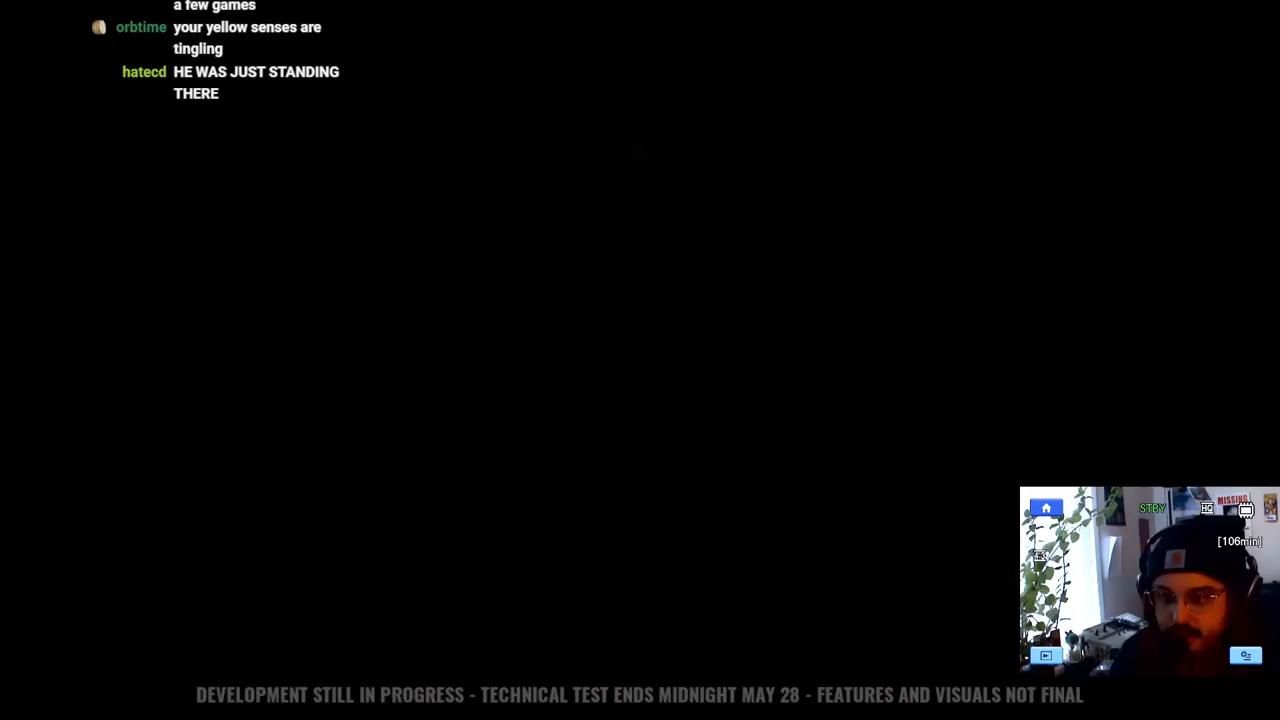 a few games
orbtime your yellow senses are
tingling
hatecd HE WAS JUST STANDING
THERE
MISSING
STBY
HQ
[106min]
DEVELOPMENT STILL IN PROGRESS - TECHNICAL TEST ENDS MIDNIGHT MAY 28 - FEATURES AND VISUALS NOT FINAL